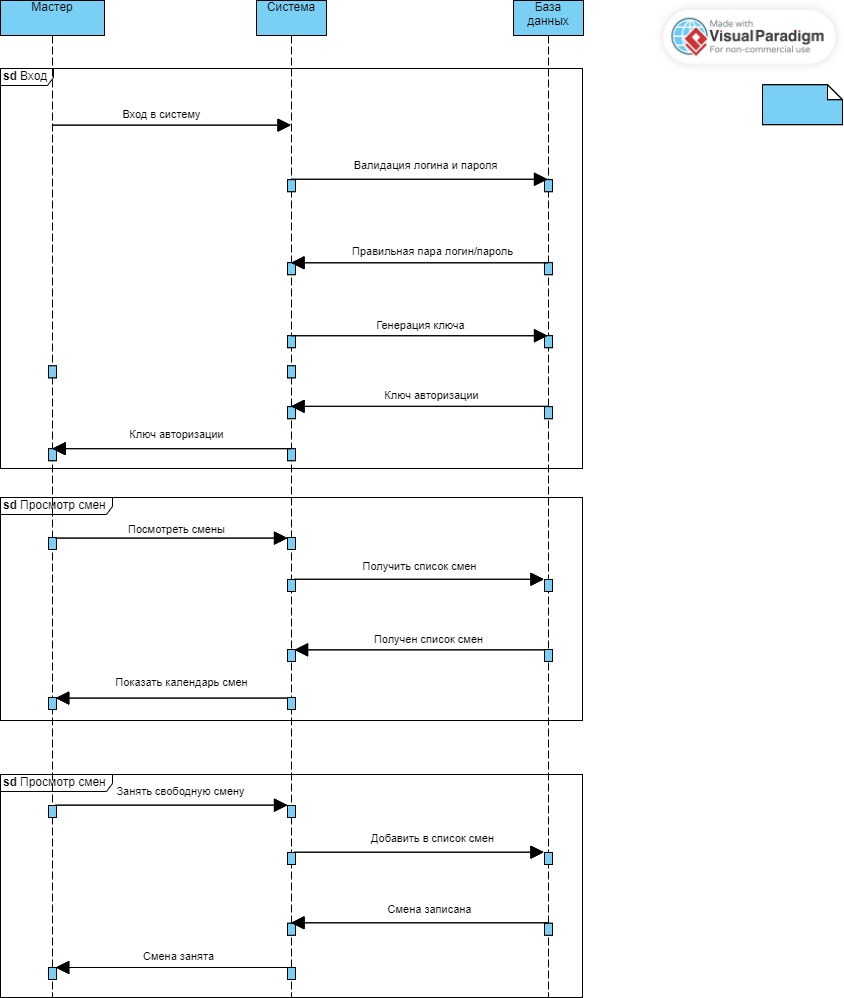 Мастер
Система
База
данных
Made with
VisualParadigm
For non-commercial use
sd Вход
Вход в систему
Валидация логина и пароля
Правильная пара логин/пароль
Генерация ключа
Ключ авторизации
Ключ авторизации
sd Просмотр смен
Посмотреть смены
Получить список смен
Получен список смен
Показать календарь смен
sd Просмотр смен
Занять свободную смену
Добавить в список смен
Смена записана
Смена занята